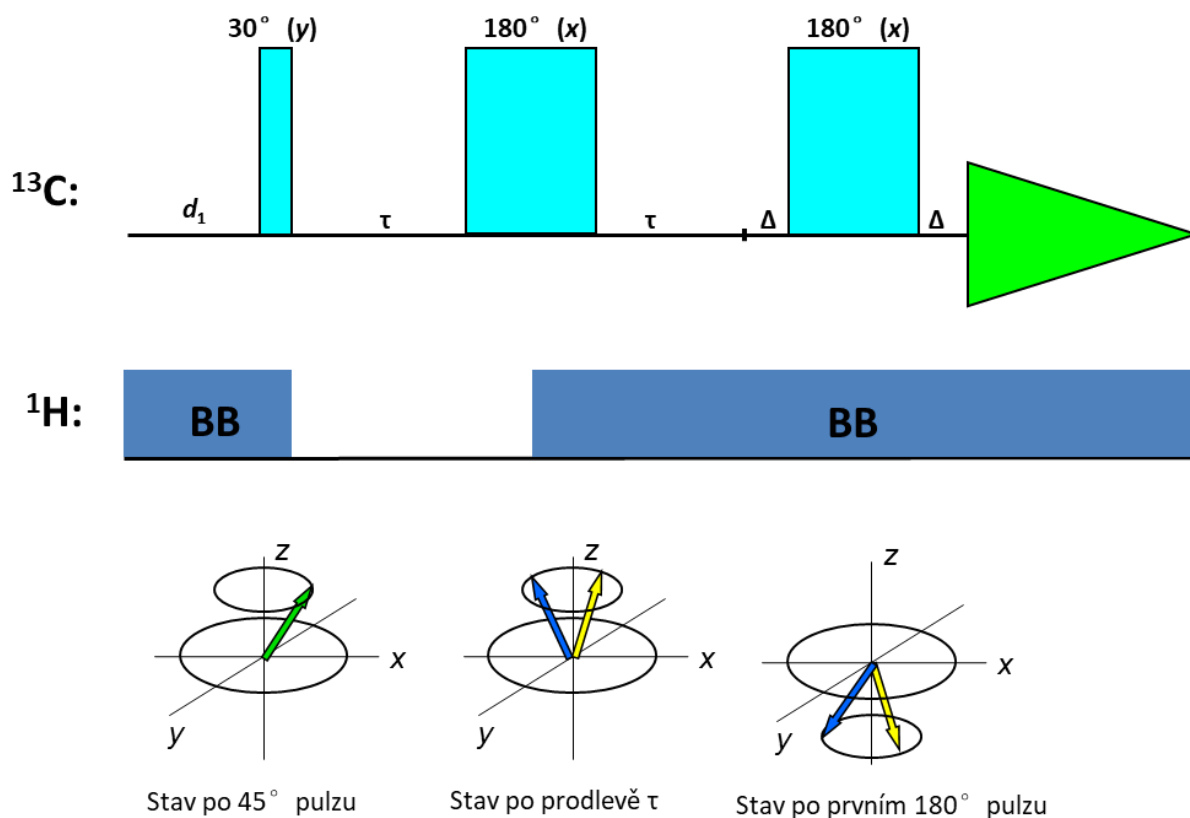 30° (y) 180° (x) 180° (x)
¹³C:
d₁ τ τ Δ Δ
¹H:
BB BB
z z z
x x x
y y y
Stav po 45° pulzu Stav po prodlevě τ Stav po prvním 180° pulzu